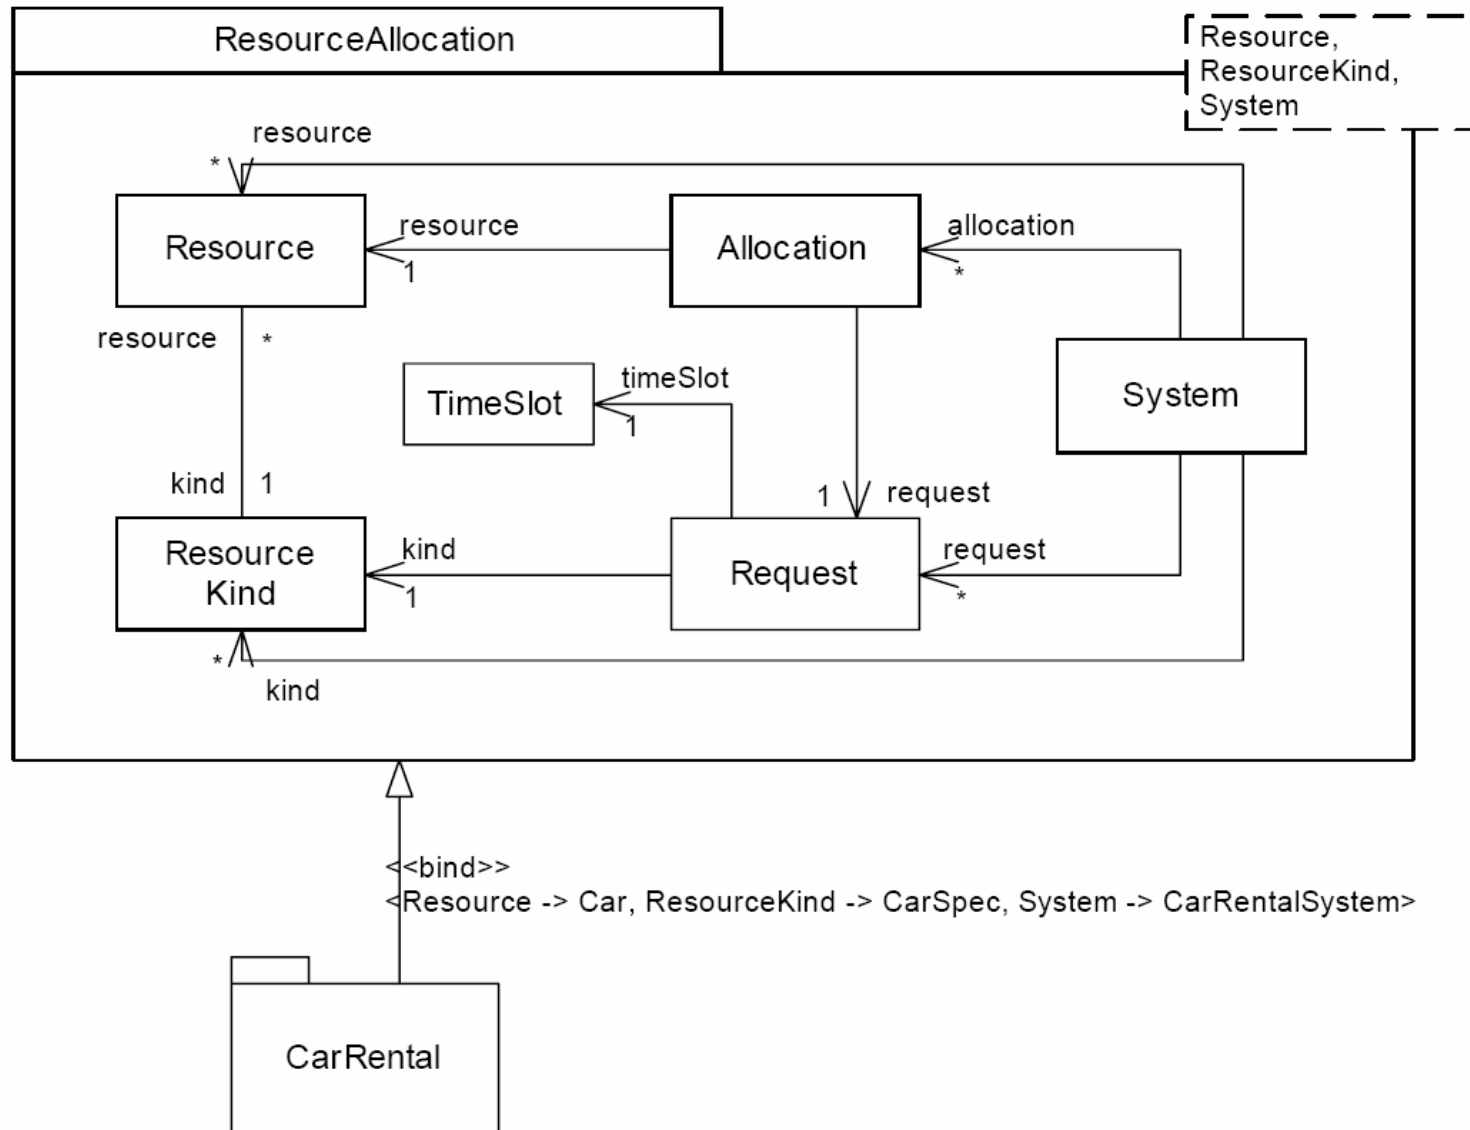 ResourceAllocation
Resource,
ResourceKind,
System
resource
*
Resource
resource
1
Allocation
allocation
*
resource
*
TimeSlot
timeSlot
1
System
kind
1
1
request
Resource
Kind
kind
1
Request
request
*
*
kind
<<bind>>
<Resource -> Car, ResourceKind -> CarSpec, System -> CarRentalSystem>
CarRental